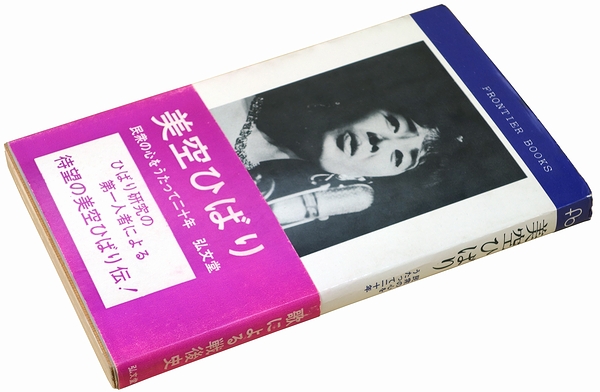 FRONTIER BOOKS
美空ひばり
民衆の心をうたって二十年 弘文堂
ひばり研究の
第一人者による
待望の美空ひばり伝!
fb
美空ひばり
民衆の心を
うたって二十年
歌による戦後史
弘文堂